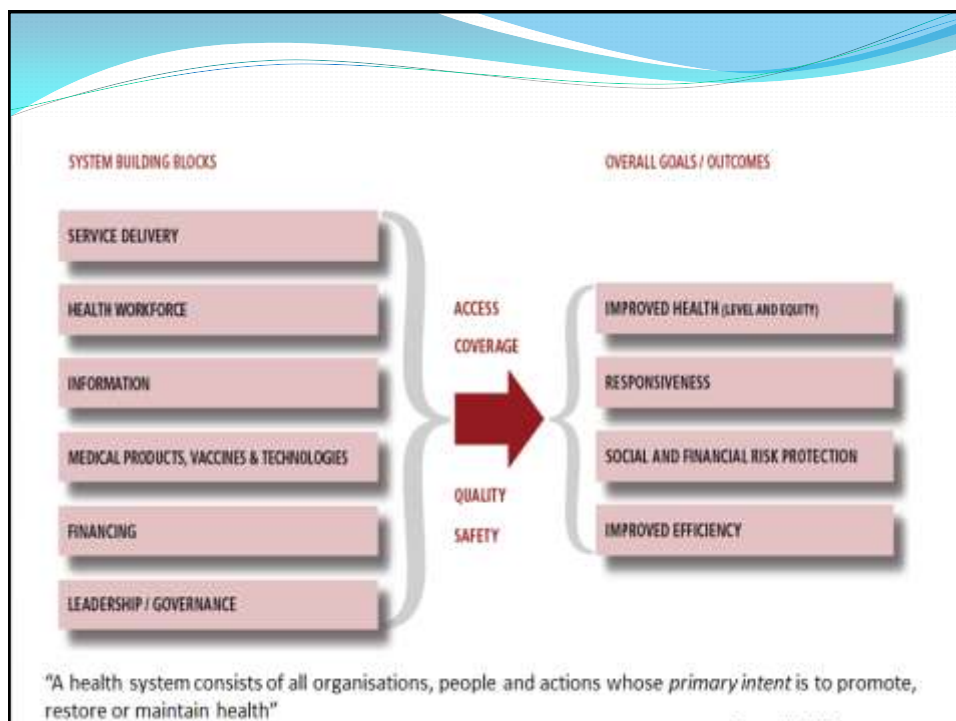 SYSTEM BUILDING BLOCKS
SERVICE DELIVERY
HEALTH WORKFORCE
INFORMATION
MEDICAL PRODUCTS, VACCINES & TECHNOLOGIES
FINANCING
LEADERSHIP / GOVERNANCE
ACCESS
COVERAGE
QUALITY
SAFETY
OVERALL GOALS / OUTCOMES
IMPROVED HEALTH (LEVEL AND EQUITY)
RESPONSIVENESS
SOCIAL AND FINANCIAL RISK PROTECTION
IMPROVED EFFICIENCY
"A health system consists of all organisations, people and actions whose primary intent is to promote,
restore or maintain health"